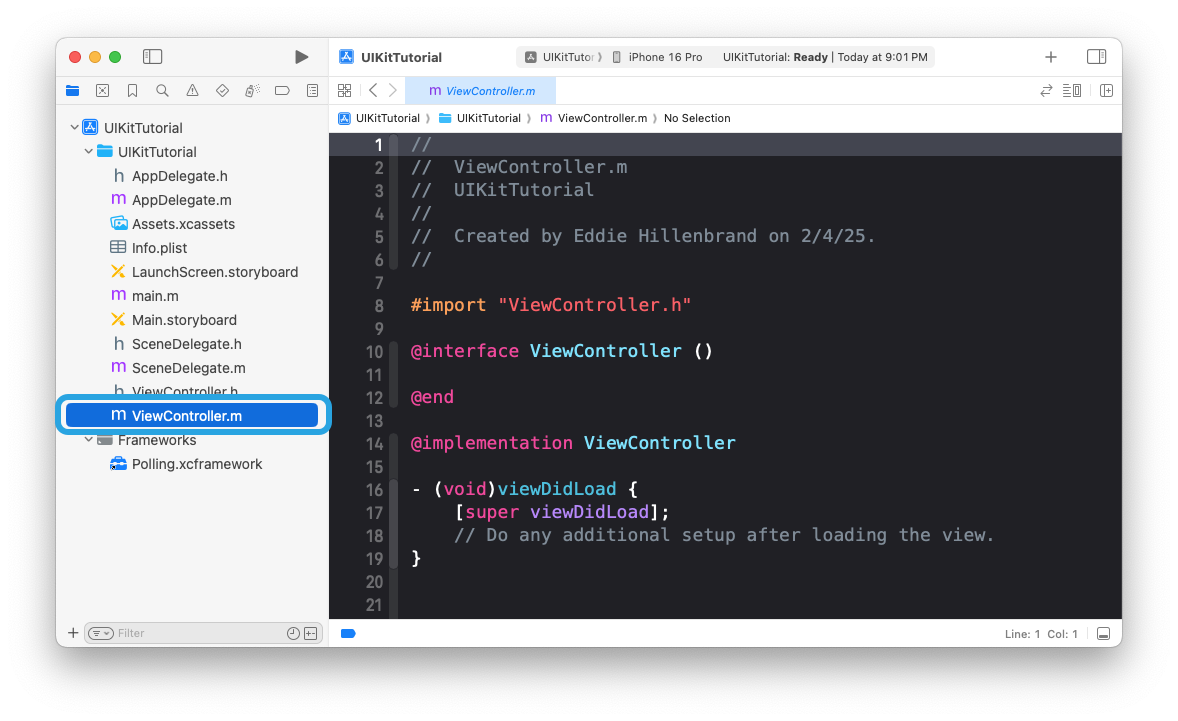 UIKitTutorial
UIKitTutor
iPhone 16 Pro
UIKitTutorial: Ready | Today at 9:01 PM
m ViewController.m
UIKitTutorial
UIKitTutorial
m ViewController.m
No Selection
UIKitTutorial
UIKitTutorial
h AppDelegate.h
m AppDelegate.m
Assets.xcassets
Info.plist
LaunchScreen.storyboard
m main.m
Main.storyboard
h SceneDelegate.h
m SceneDelegate.m
h ViewController.h
m ViewController.m
Frameworks
Polling.xcframework
Filter
1 //
2 //  ViewController.m
3 //  UIKitTutorial
4 //
5 //  Created by Eddie Hillenbrand on 2/4/25.
6 //
7
8 #import "ViewController.h"
9
10 @interface ViewController ()
11
12 @end
13
14 @implementation ViewController
15
16 - (void)viewDidLoad {
17     [super viewDidLoad];
18     // Do any additional setup after loading the view.
19 }
20
21
Line: 1 Col: 1